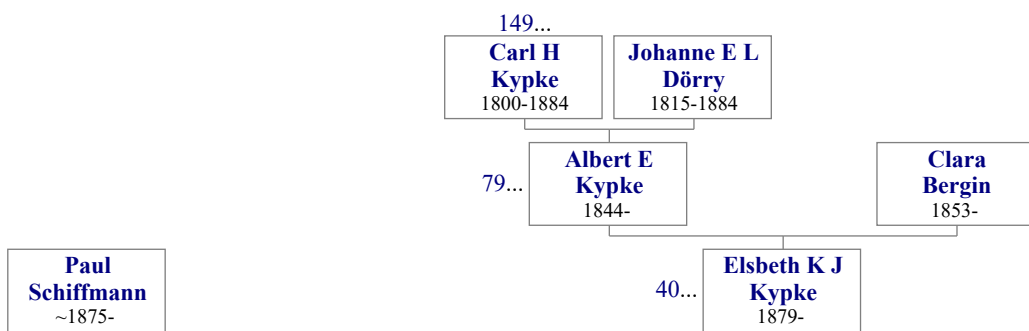 149...
Carl H
Kypke
1800-1884
Johanne E L
Dörry
1815-1884
79...
Albert E
Kypke
1844-
Clara
Bergin
1853-
Paul
Schiffmann
~1875-
40...
Elsbeth K J
Kypke
1879-